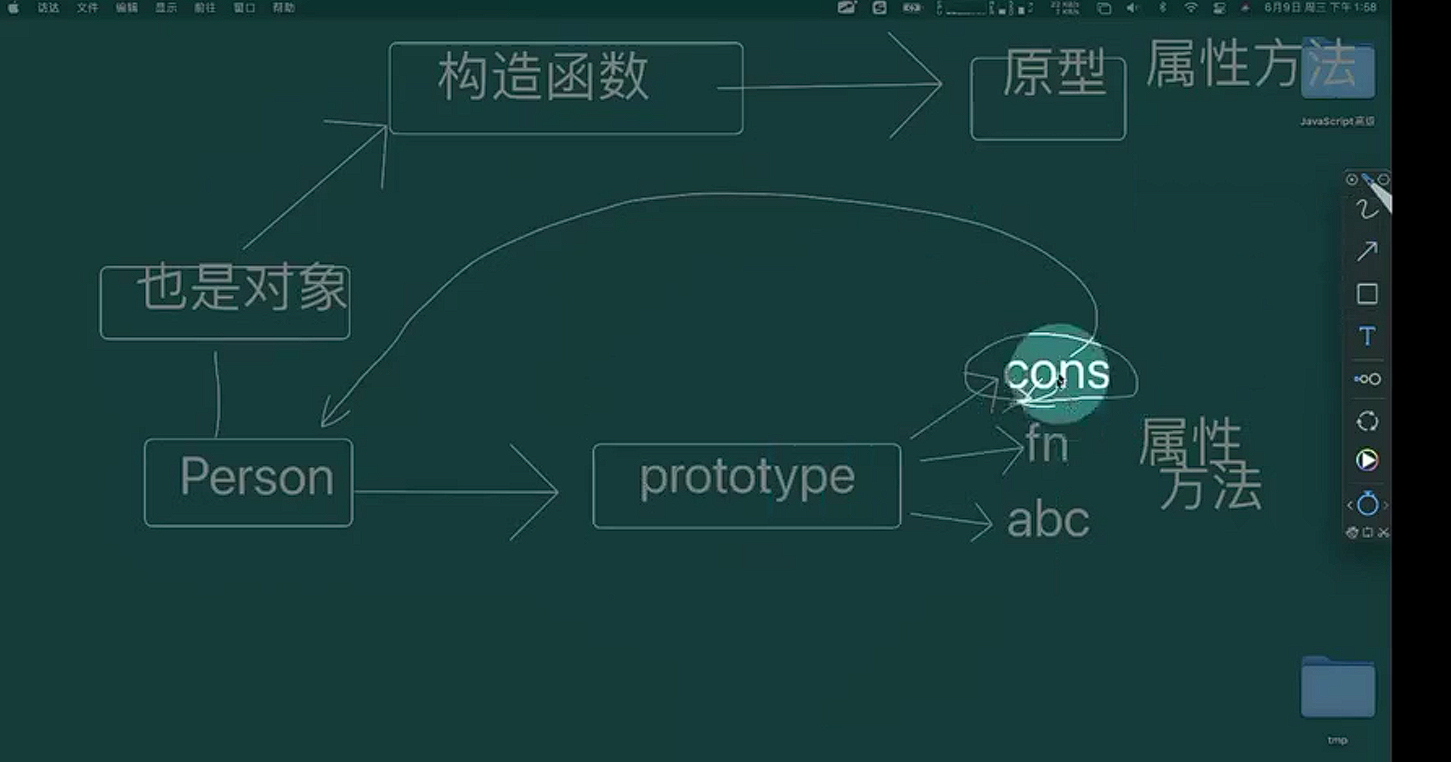 访达 文件 编辑 显示 前往 窗口 帮助
6月9日 周三 下午1:58
构造函数
原型
属性方法
JavaScript高级
也是对象
cons
fn
属性
方法
Person
prototype
abc
tmp